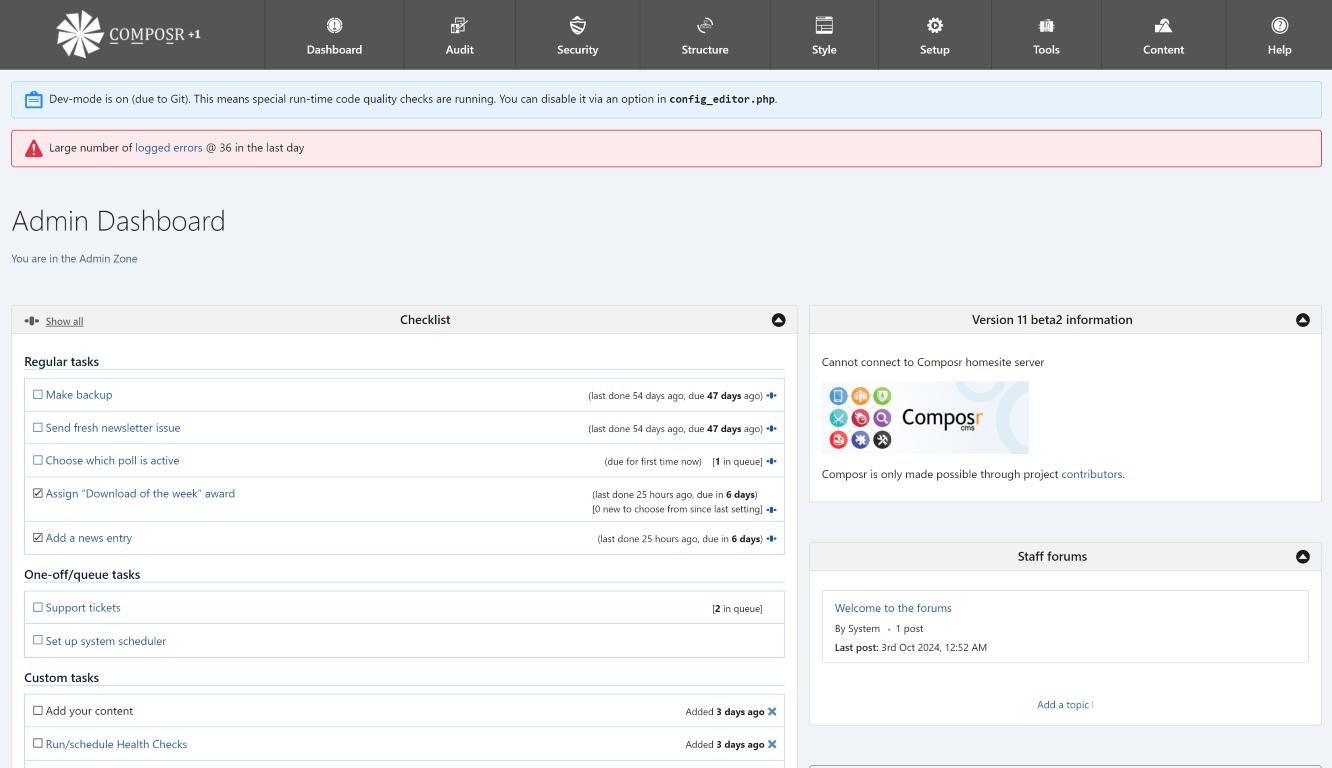 COMPOSR +1
Dashboard
Audit
Security
Structure
Style
Setup
Tools
Content
Help
Dev-mode is on (due to Git). This means special run-time code quality checks are running. You can disable it via an option in config_editor.php.
Large number of logged errors @ 36 in the last day
Admin Dashboard
You are in the Admin Zone
Show all
Checklist
Regular tasks
Make backup (last done 54 days ago, due 47 days ago)
Send fresh newsletter issue (last done 54 days ago, due 47 days ago)
Choose which poll is active (due for first time now) [1 in queue]
Assign “Download of the week” award (last done 25 hours ago, due in 6 days)
[0 new to choose from since last setting]
Add a news entry (last done 25 hours ago, due in 6 days)
One-off/queue tasks
Support tickets [2 in queue]
Set up system scheduler
Custom tasks
Add your content Added 3 days ago
Run/schedule Health Checks Added 3 days ago
Version 11 beta2 information
Cannot connect to Composr homesite server
Composr
cms
Composr is only made possible through project contributors.
Staff forums
Welcome to the forums
By System • 1 post
Last post: 3rd Oct 2024, 12:52 AM
Add a topic